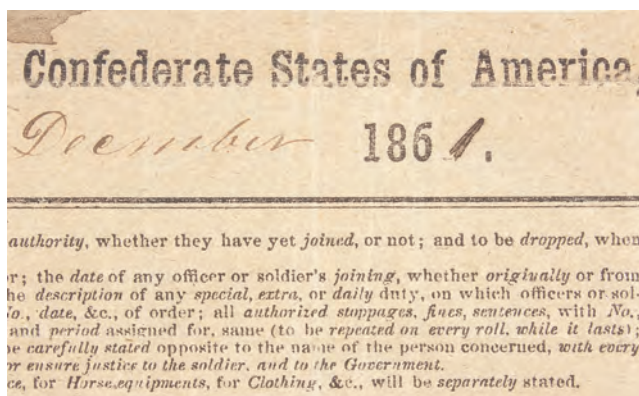 Confederate States of America,
December 1861.
authority, whether they have yet joined, or not; and to be dropped, when
or; the date of any officer or soldier's joining, whether originally or from
he description of any special, extra, or daily duty, on which officers or sol-
No., date, &c., of order; all authorized stoppages, fines, sentences, with No.,
and period assigned for, same (to be repeated on every roll, while it lasts);
be carefully stated opposite to the name of the person concerned, with every
or ensure justice to the soldier, and to the Government.
ce, for Horse,equipments, for Clothing, &c., will be separately stated.